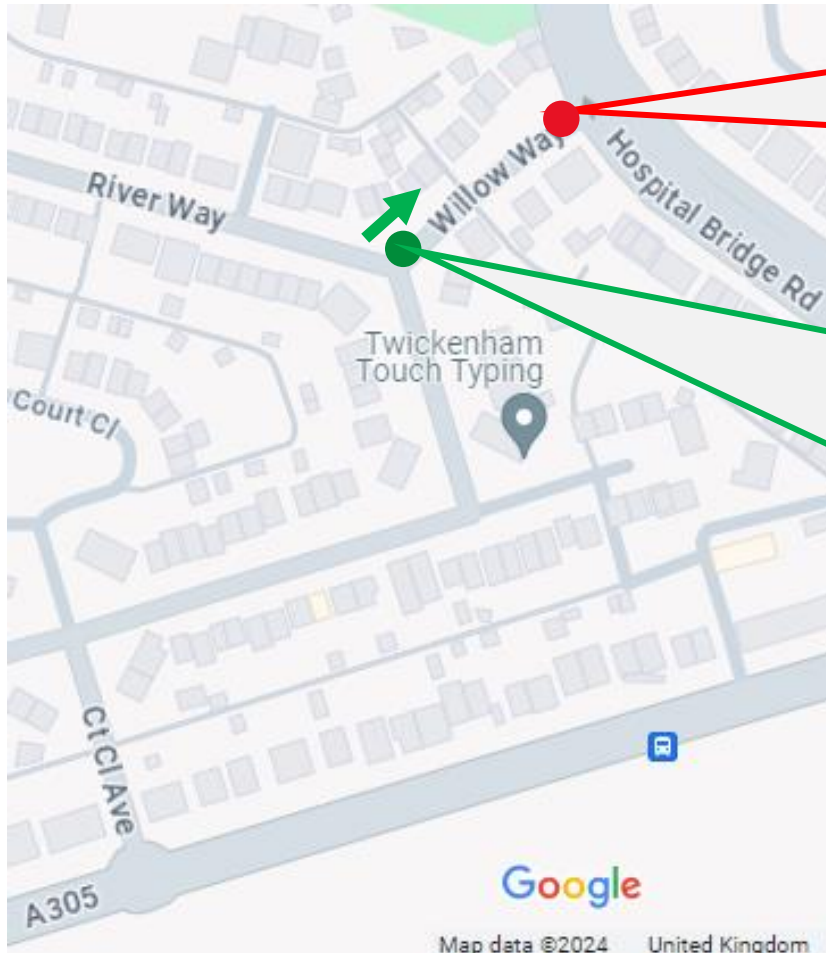 River Way
Willow Way
Hospital Bridge Rd
Twickenham
Touch Typing
Court Cl
Ct Cl Ave
A305
Google
Map data ©2024 United Kingdom